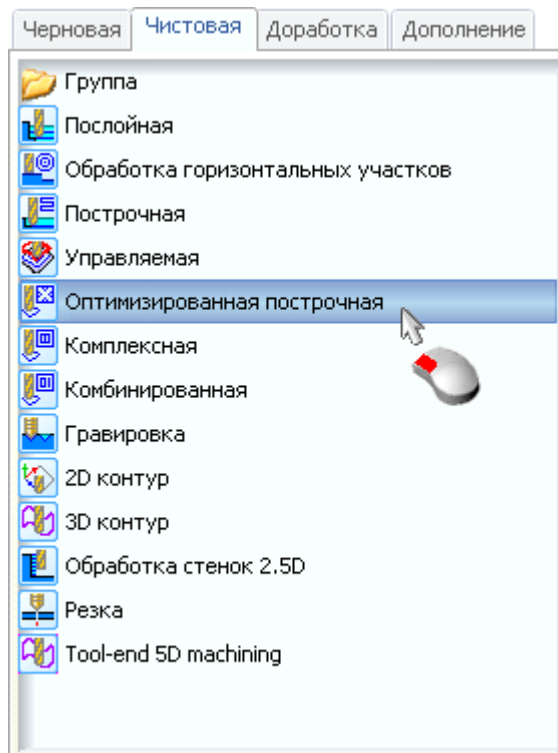 Черновая Чистовая Доработка Дополнение
Группа
Послойная
Обработка горизонтальных участков
Построчная
Управляемая
Оптимизированная построчная
Комплексная
Комбинированная
Гравировка
2D контур
3D контур
Обработка стенок 2.5D
Резка
Tool-end 5D machining